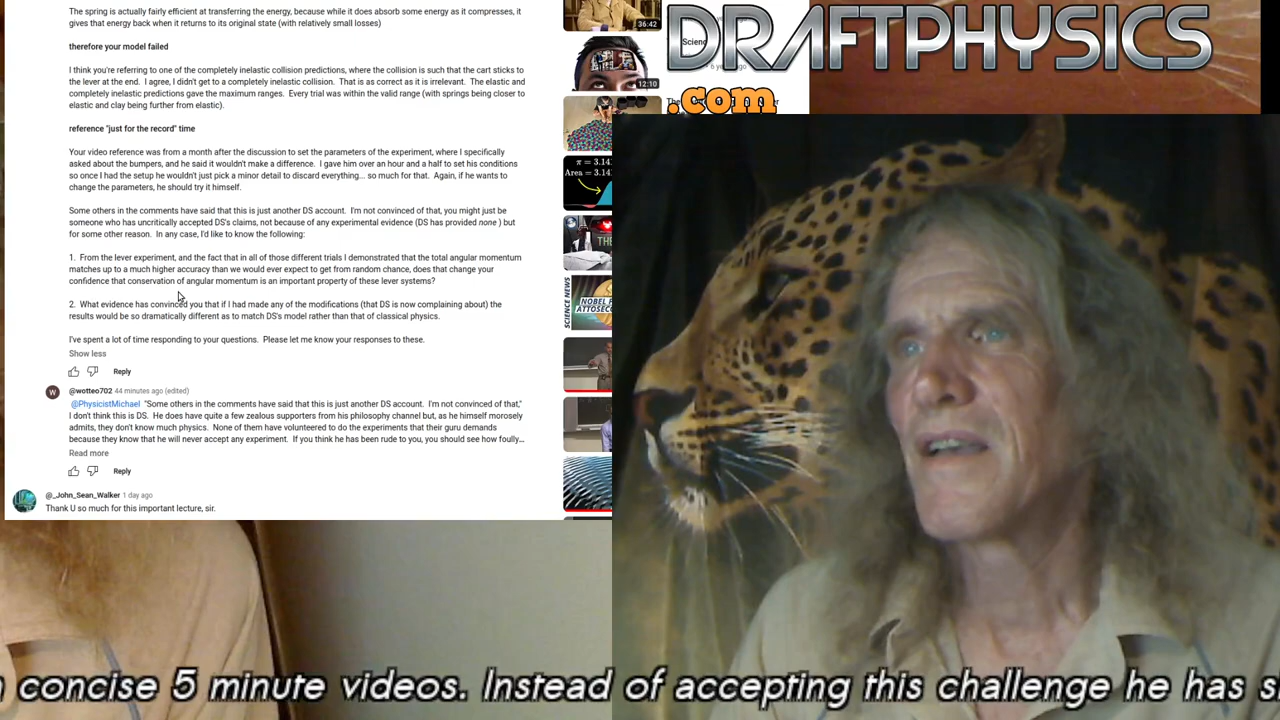 The spring is actually fairly efficient at transferring the energy, because while it does absorb some energy as it compresses, it
gives that energy back when it returns to its original state (with relatively small losses)
therefore your model failed
I think you're referring to one of the completely inelastic collision predictions, where the collision is such that the cart sticks to
the lever at the end.  I agree, I didn't get to a completely inelastic collision.  That is as correct as it is irrelevant.  The elastic and
completely inelastic predictions gave the maximum ranges.  Every trial was within the valid range (with springs being closer to
elastic and clay being further from elastic).
reference "just for the record" time
Your video reference was from a month after the discussion to set the parameters of the experiment, where I specifically
asked about the bumpers, and he said it wouldn't make a difference.  I gave him over an hour and a half to set his conditions
so once I had the setup he wouldn't just pick a minor detail to discard everything... so much for that.  Again, if he wants to
change the parameters, he should try it himself.
Some others in the comments have said that this is just another DS account.  I'm not convinced of that, you might just be
someone who has uncritically accepted DS's claims, not because of any experimental evidence (DS has provided none ) but
for some other reason.  In any case, I'd like to know the following:
1.  From the lever experiment, and the fact that in all of those different trials I demonstrated that the total angular momentum
matches up to a much higher accuracy than we would ever expect to get from random chance, does that change your
confidence that conservation of angular momentum is an important property of these lever systems?
2.  What evidence has convinced you that if I had made any of the modifications (that DS is now complaining about) the
results would be so dramatically different as to match DS's model rather than that of classical physics.
I've spent a lot of time responding to your questions.  Please let me know your responses to these.
Show less
Reply
W
@wotteo702 44 minutes ago (edited)
@PhysicistMichael "Some others in the comments have said that this is just another DS account.  I'm not convinced of that,"
I don't think this is DS.  He does have quite a few zealous supporters from his philosophy channel but, as he himself morosely
admits, they don't know much physics.  None of them have volunteered to do the experiments that their guru demands
because they know that he will never accept any experiment.  If you think he has been rude to you, you should see how foully...
Read more
Reply
@_John_Sean_Walker 1 day ago
Thank U so much for this important lecture, sir.
36:42
12:10
π = 3.141
Area = 3.141
THE
SCIENCE NEWS
NOBEL
ATTOSEC
Scienc
DRAFTPHYSICS
.com
concise 5 minute videos. Instead of accepting this challenge he has